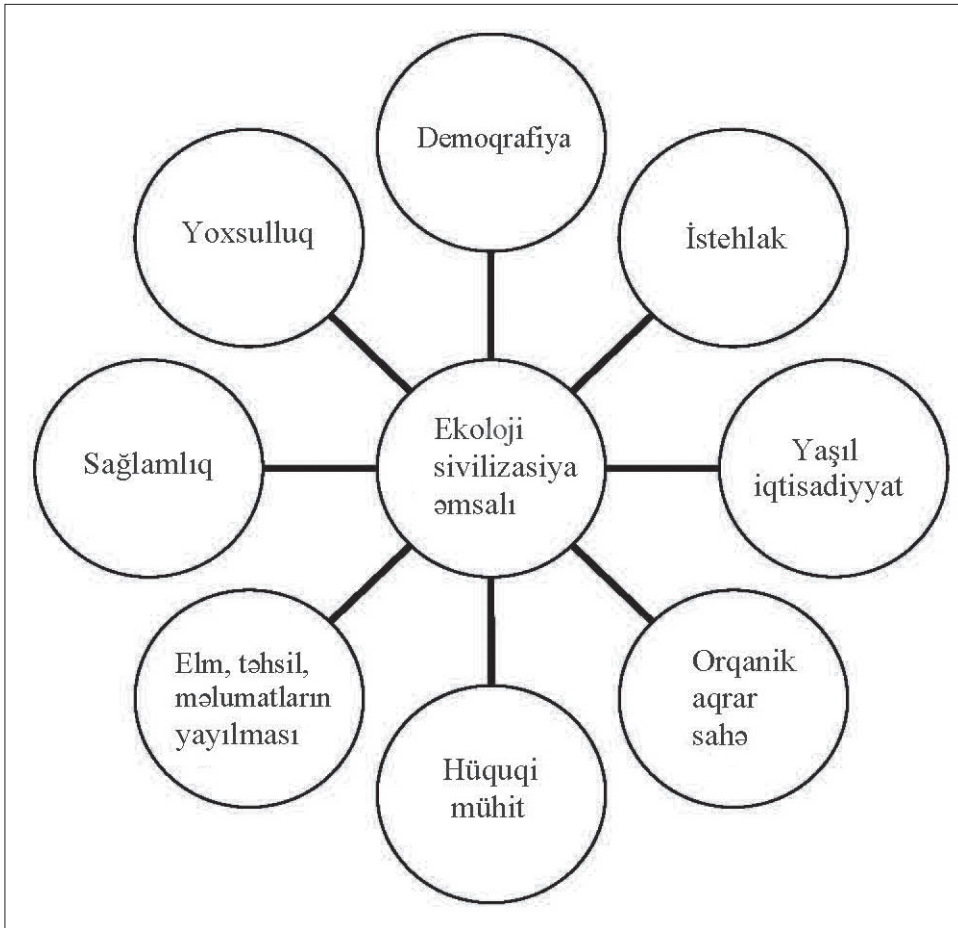 Demoqrafiya
Yoxsulluq
İstehlak
Ekoloji
sivilizasiya
əmsalı
Sağlamlıq
Yaşıl
iqtisadiyyat
Elm, təhsil,
məlumatların
yayılması
Orqanik
aqrar
sahə
Hüquqi
mühit